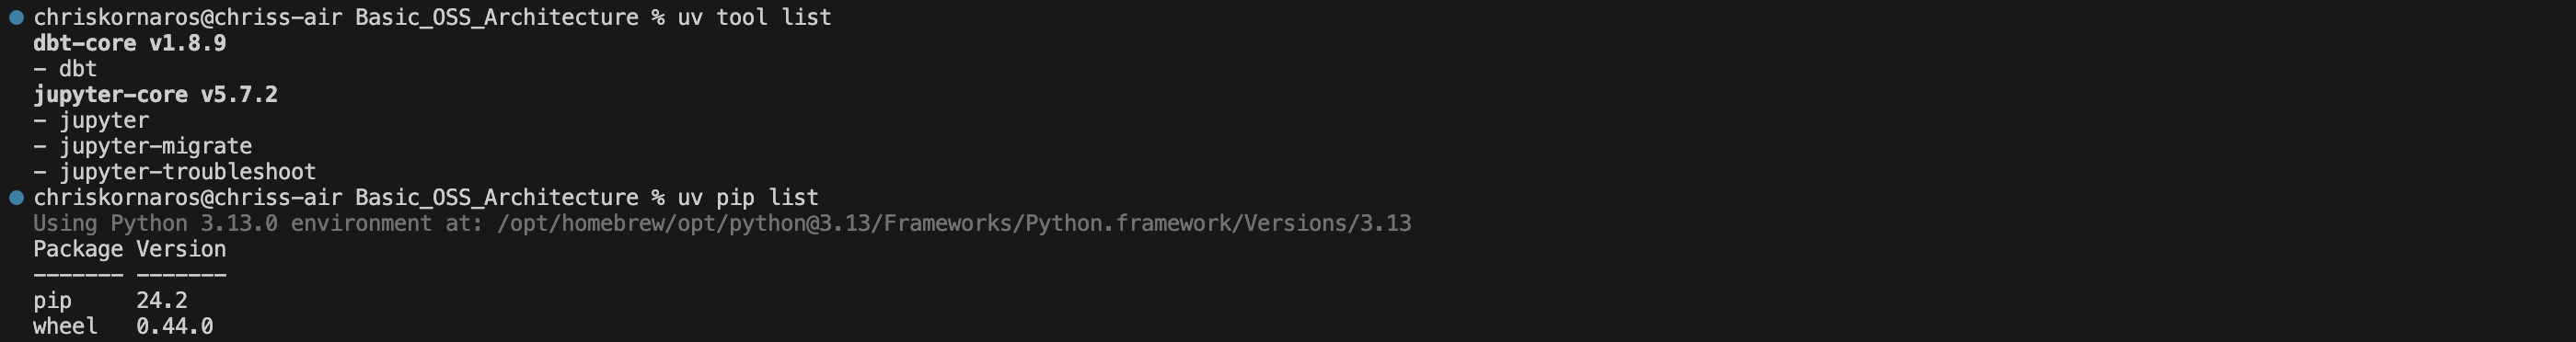 chriskornaros@chriss-air Basic_OSS_Architecture % uv tool list
dbt-core v1.8.9
- dbt
jupyter-core v5.7.2
- jupyter
- jupyter-migrate
- jupyter-troubleshoot
chriskornaros@chriss-air Basic_OSS_Architecture % uv pip list
Using Python 3.13.0 environment at: /opt/homebrew/opt/python@3.13/Frameworks/Python.framework/Versions/3.13
Package Version
------- -------
pip     24.2
wheel   0.44.0